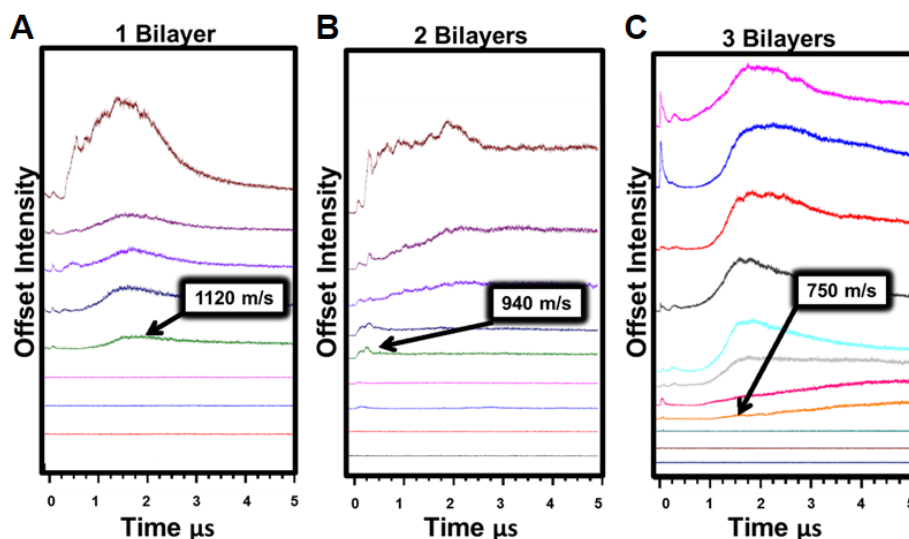 A
1 Bilayer
Offset Intensity
1120 m/s
0 1 2 3 4 5
Time μs
B
2 Bilayers
Offset Intensity
940 m/s
0 1 2 3 4 5
Time μs
C
3 Bilayers
Offset Intensity
750 m/s
0 1 2 3 4 5
Time μs